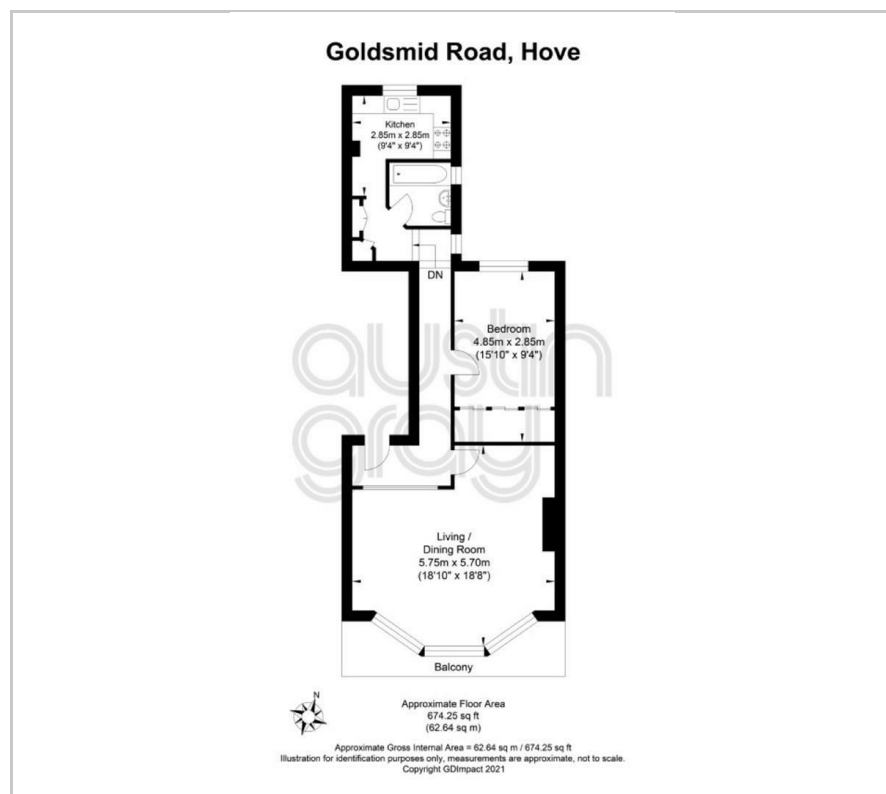 Goldsmid Road, Hove
Kitchen
2.85m x 2.85m
(9'4" x 9'4")
DN
Bedroom
4.85m x 2.85m
(15'10" x 9'4")
austin
gray
Living /
Dining Room
5.75m x 5.70m
(18'10" x 18'8")
Balcony
N
Approximate Floor Area
674.25 sq ft
(62.64 sq m)
Approximate Gross Internal Area = 62.64 sq m / 674.25 sq ft
Illustration for identification purposes only, measurements are approximate, not to scale.
Copyright GDImpact 2021